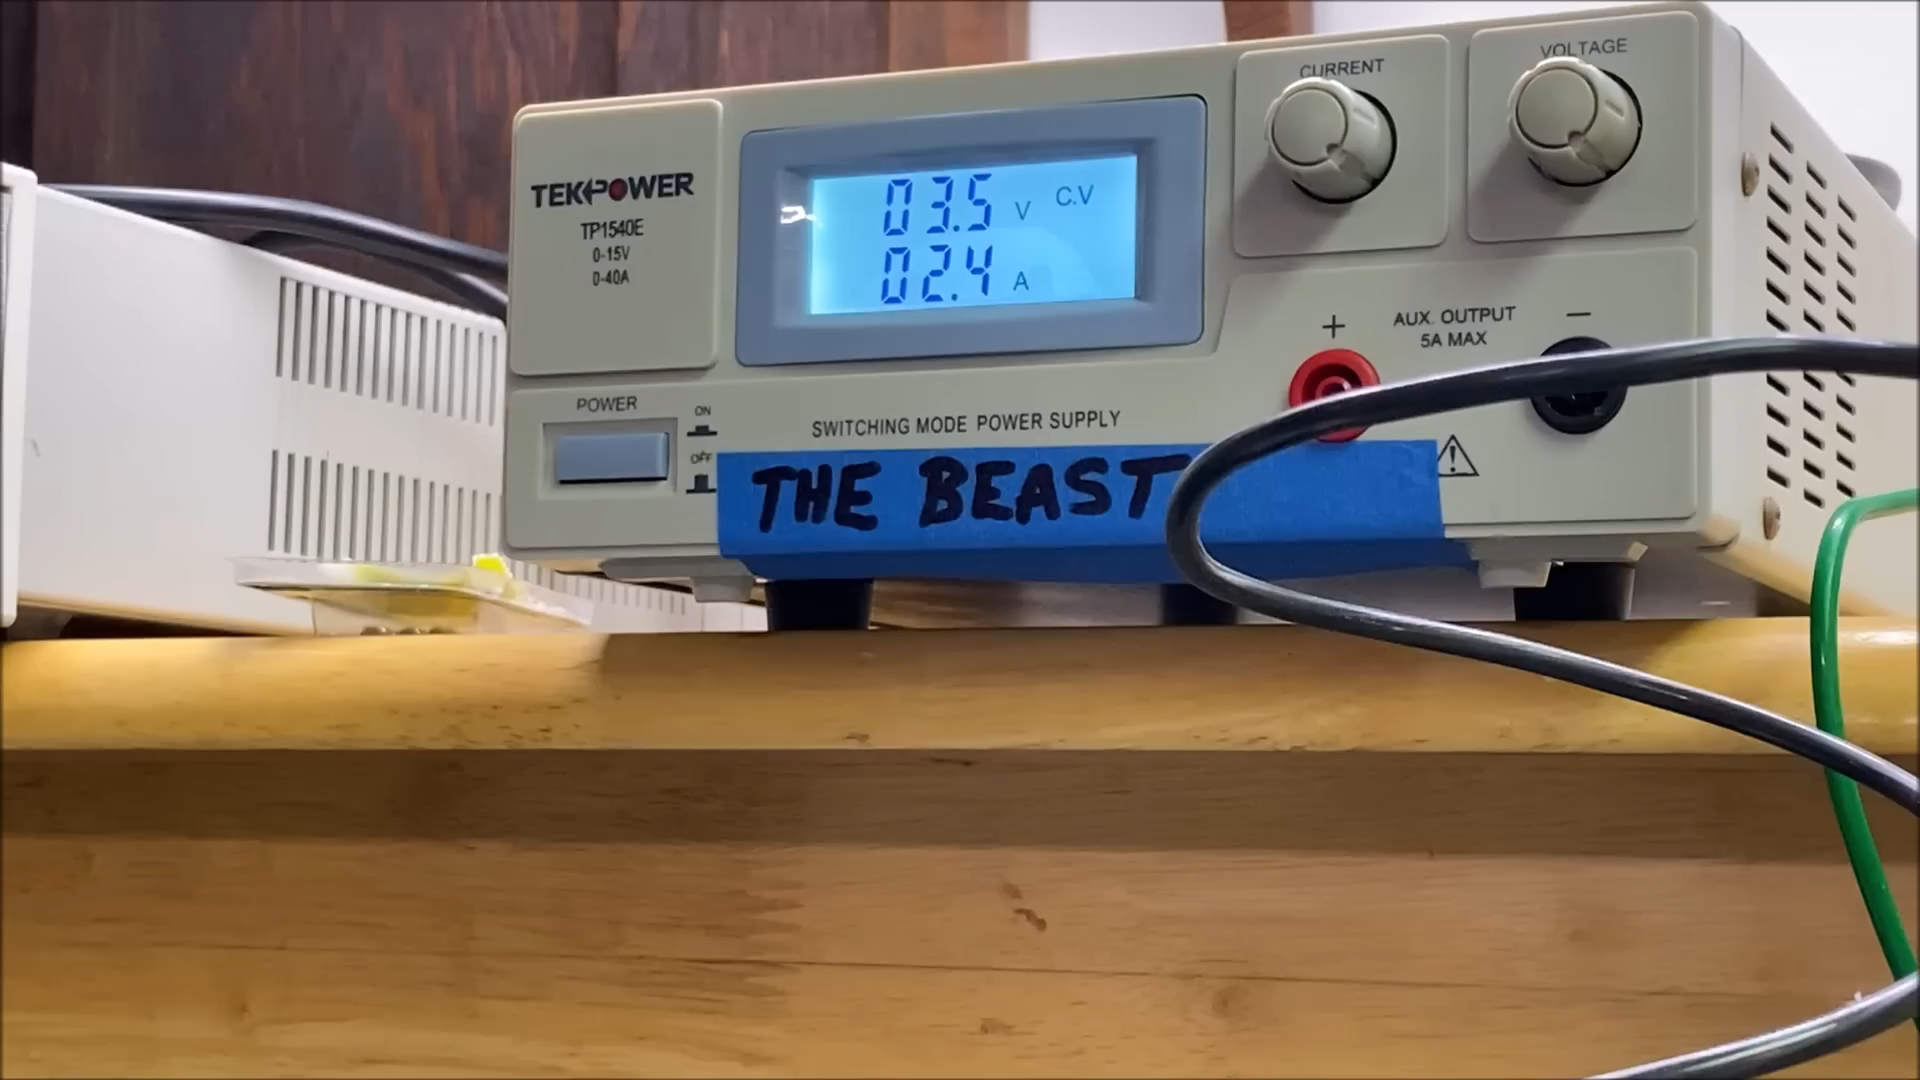 TEKPOWER
TP1540E
0-15V
0-40A
03.5 V C.V
02.4 A
CURRENT
VOLTAGE
+ AUX. OUTPUT −
5A MAX
POWER
ON
OFF
SWITCHING MODE POWER SUPPLY
THE BEAST